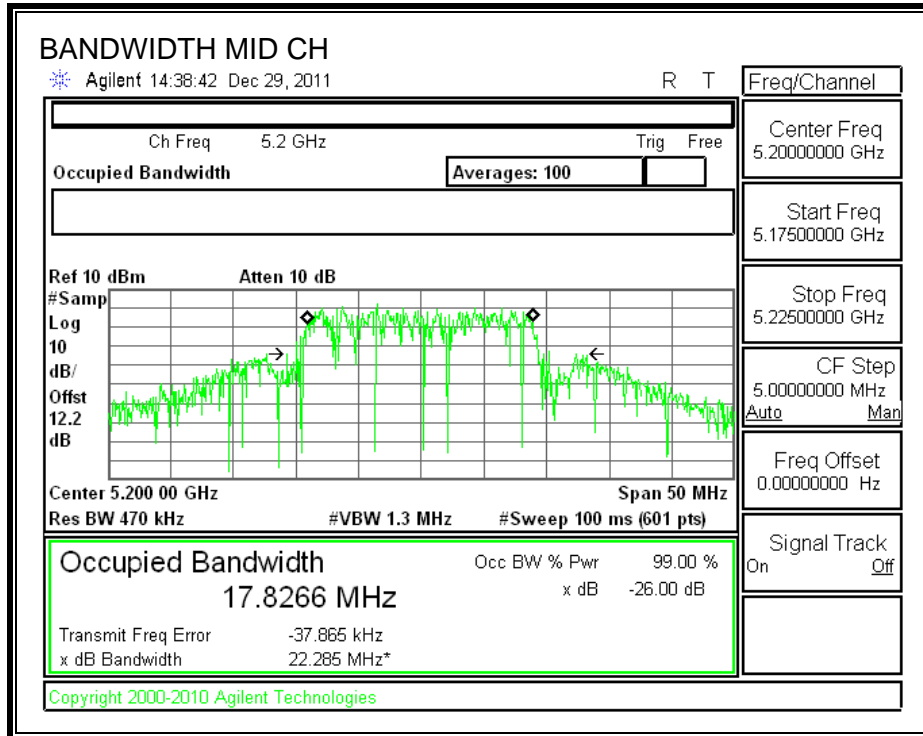 BANDWIDTH MID CH
Agilent 14:38:42 Dec 29, 2011 R T
Ch Freq 5.2 GHz Trig Free
Occupied Bandwidth Averages: 100
Ref 10 dBm Atten 10 dB
#Samp
Log
10
dB/
Offst
12.2
dB
Center 5.200 00 GHz Span 50 MHz
Res BW 470 kHz #VBW 1.3 MHz #Sweep 100 ms (601 pts)
Occupied Bandwidth Occ BW % Pwr 99.00 %
17.8266 MHz x dB -26.00 dB
Transmit Freq Error -37.865 kHz
x dB Bandwidth 22.285 MHz*
Copyright 2000-2010 Agilent Technologies
Freq/Channel
Center Freq
5.20000000 GHz
Start Freq
5.17500000 GHz
Stop Freq
5.22500000 GHz
CF Step
5.00000000 MHz
Auto Man
Freq Offset
0.00000000 Hz
Signal Track
On Off